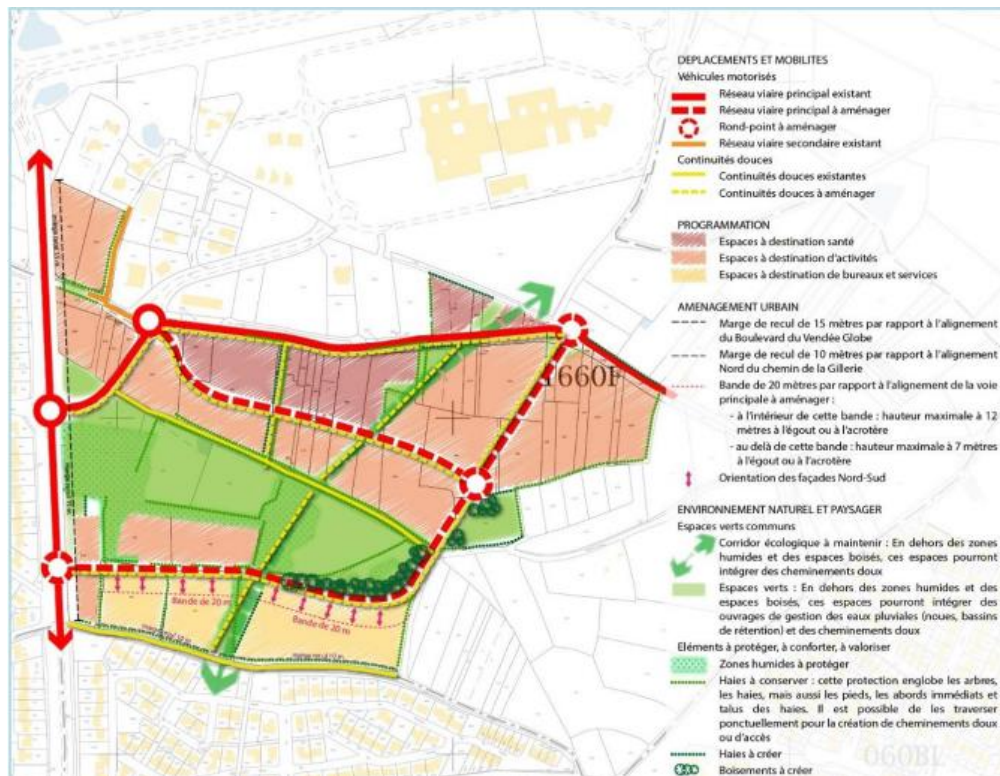 DEPLACEMENTS ET MOBILITES
Véhicules motorisés
Réseau viaire principal existant
Réseau viaire principal à aménager
Rond-point à aménager
Réseau viaire secondaire existant
Continuités douces
Continuités douces existantes
Continuités douces à aménager
PROGRAMMATION
Espaces à destination santé
Espaces à destination d'activités
Espaces à destination de bureaux et services
AMENAGEMENT URBAIN
Marge de recul de 15 mètres par rapport à l'alignement
du Boulevard du Vendée Globe
Marge de recul de 10 mètres par rapport à l'alignement
Nord du chemin de la Gillerie
Bande de 20 mètres par rapport à l'alignement de la voie
principale à aménager :
- à l'intérieur de cette bande : hauteur maximale à 12
mètres à l'égout ou à l'acrotère
- au delà de cette bande : hauteur maximale à 7 mètres
à l'égout ou à l'acrotère
Orientation des façades Nord-Sud
ENVIRONNEMENT NATUREL ET PAYSAGER
Espaces verts communs
Corridor écologique à maintenir : En dehors des zones
humides et des espaces boisés, ces espaces pourront
intégrer des cheminements doux
Espaces verts : En dehors des zones humides et des
espaces boisés, ces espaces pourront intégrer des
ouvrages de gestion des eaux pluviales (noues, bassins
de rétention) et des cheminements doux
Eléments à protéger, à conforter, à valoriser
Zones humides à protéger
Haies à conserver : cette protection englobe les arbres,
les haies, mais aussi les pieds, les abords immédiats et
talus des haies. Il est possible de les traverser
ponctuellement pour la création de cheminements doux
ou d'accès
Haies à créer
Boisements à créer
1660F
Bande de 20 m
Bande de 20 m
060BI